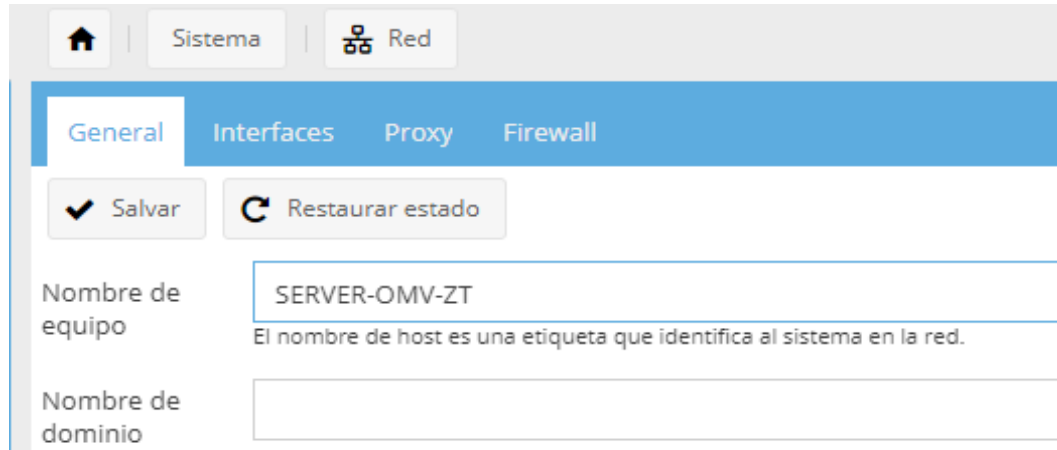 Sistema Red
General Interfaces Proxy Firewall
Salvar Restaurar estado
Nombre de
equipo
SERVER-OMV-ZT
El nombre de host es una etiqueta que identifica al sistema en la red.
Nombre de
dominio